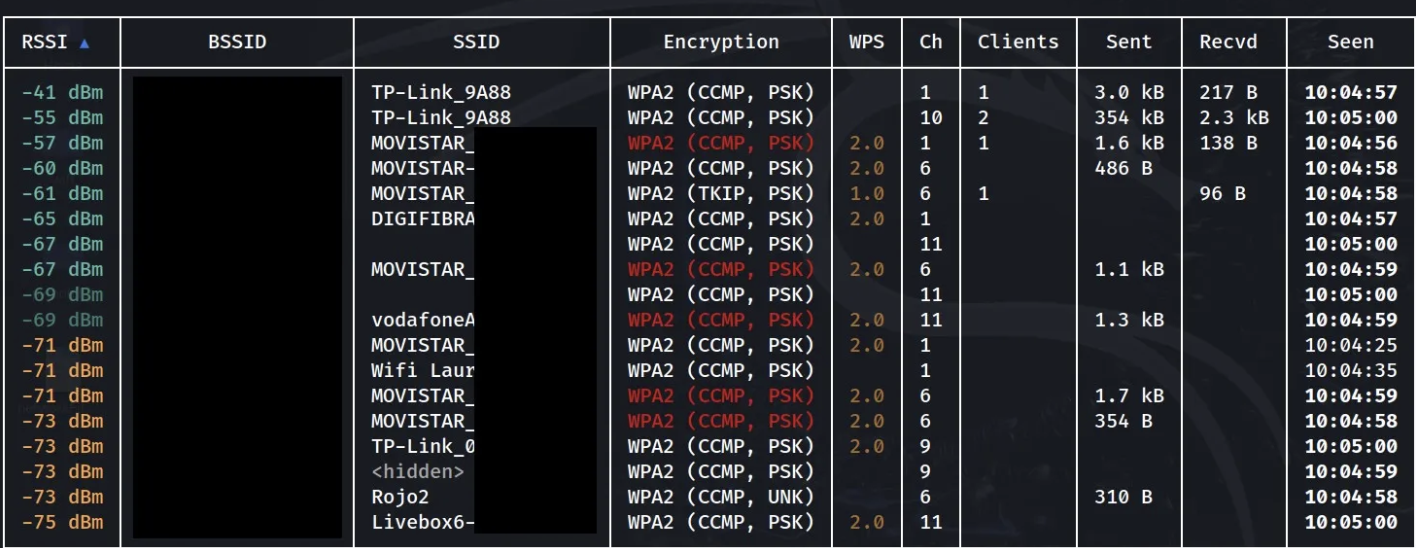 RSSI ▲ BSSID SSID Encryption WPS Ch Clients Sent Recvd Seen
-41 dBm TP-Link_9A88 WPA2 (CCMP, PSK) 1 1 3.0 kB 217 B 10:04:57
-55 dBm TP-Link_9A88 WPA2 (CCMP, PSK) 10 2 354 kB 2.3 kB 10:05:00
-57 dBm MOVISTAR_ WPA2 (CCMP, PSK) 2.0 1 1 1.6 kB 138 B 10:04:56
-60 dBm MOVISTAR- WPA2 (CCMP, PSK) 2.0 6 486 B 10:04:58
-61 dBm MOVISTAR_ WPA2 (TKIP, PSK) 1.0 6 1 96 B 10:04:58
-65 dBm DIGIFIBRA WPA2 (CCMP, PSK) 2.0 1 10:04:57
-67 dBm WPA2 (CCMP, PSK) 11 10:05:00
-67 dBm MOVISTAR_ WPA2 (CCMP, PSK) 2.0 6 1.1 kB 10:04:59
-69 dBm WPA2 (CCMP, PSK) 11 10:05:00
-69 dBm vodafoneA WPA2 (CCMP, PSK) 2.0 11 1.3 kB 10:04:59
-71 dBm MOVISTAR_ WPA2 (CCMP, PSK) 2.0 1 10:04:25
-71 dBm Wifi Laur WPA2 (CCMP, PSK) 1 10:04:35
-71 dBm MOVISTAR_ WPA2 (CCMP, PSK) 2.0 6 1.7 kB 10:04:59
-73 dBm MOVISTAR_ WPA2 (CCMP, PSK) 2.0 6 354 B 10:04:58
-73 dBm TP-Link_0 WPA2 (CCMP, PSK) 2.0 9 10:05:00
-73 dBm <hidden> WPA2 (CCMP, PSK) 9 10:04:59
-73 dBm Rojo2 WPA2 (CCMP, UNK) 6 310 B 10:04:58
-75 dBm Livebox6- WPA2 (CCMP, PSK) 2.0 11 10:05:00